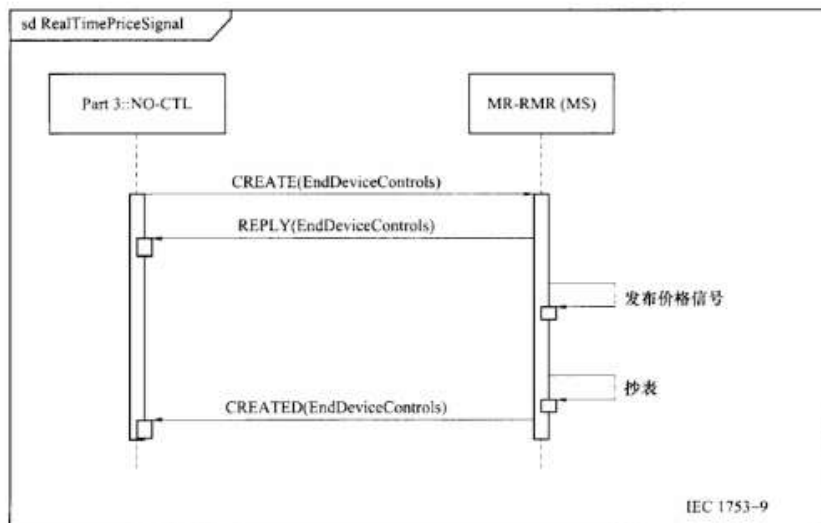 sd RealTimePriceSignal
Part 3::NO-CTL
MR-RMR (MS)
CREATE(EndDeviceControls)
REPLY(EndDeviceControls)
发布价格信号
抄表
CREATED(EndDeviceControls)
IEC 1753-9